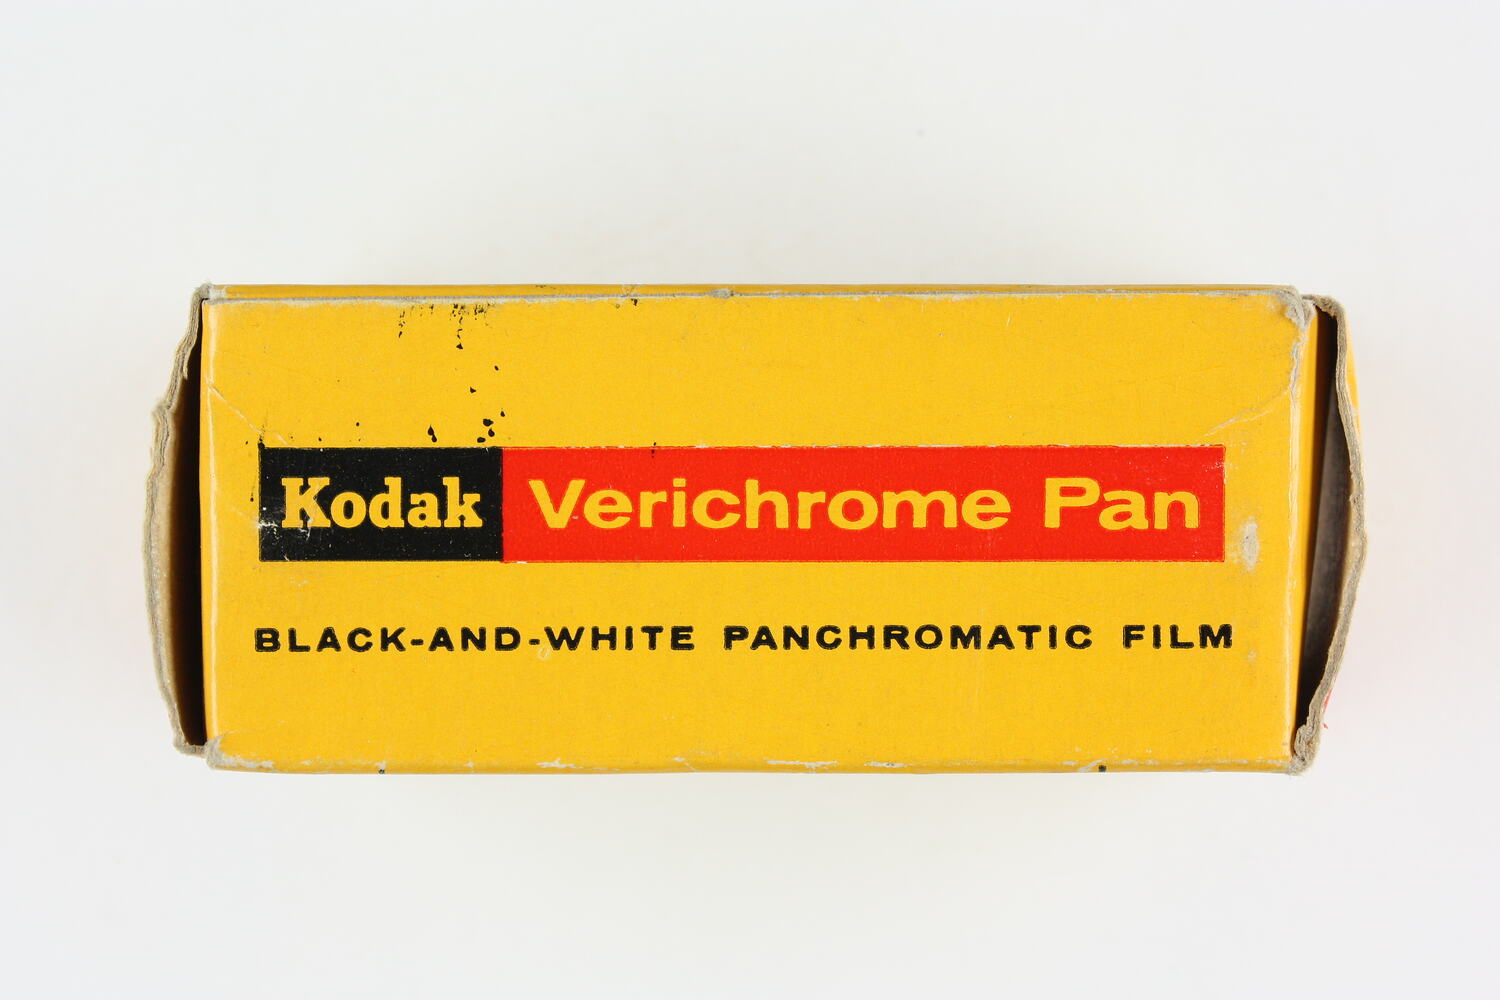 Kodak Verichrome Pan
BLACK-AND-WHITE PANCHROMATIC FILM